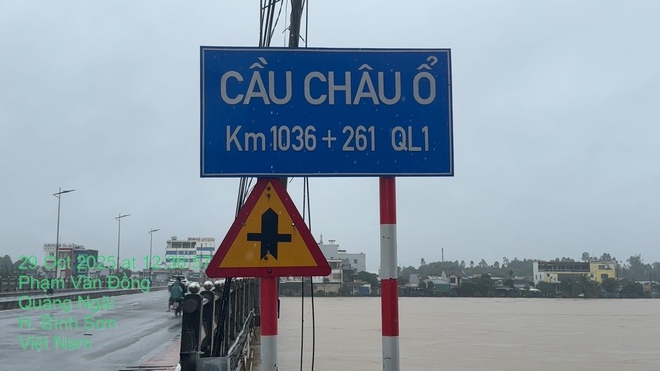 CẦU CHÂU Ổ
Km 1036 + 261 QL1
29 Oct 2025 at
Phạm Văn Đồng
Quảng Ngãi
H. Bình Sơn
Việt Nam